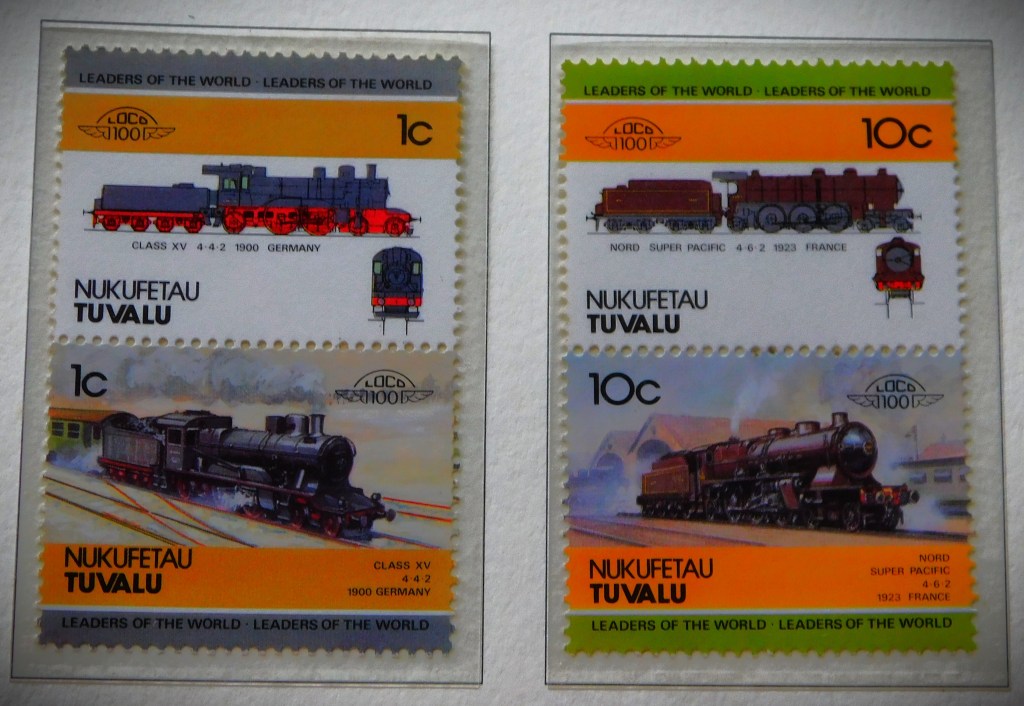 LEADERS OF THE WORLD · LEADERS OF THE WORLD
LOCO
100
1c
CLASS XV 4-4-2 1900 GERMANY
NUKUFETAU
TUVALU
1c
LOCO
100
NUKUFETAU
TUVALU
CLASS XV
4-4-2
1900 GERMANY
LEADERS OF THE WORLD · LEADERS OF THE WORLD
LEADERS OF THE WORLD · LEADERS OF THE WORLD
LOCO
100
10c
NORD SUPER PACIFIC 4-6-2 1923 FRANCE
NUKUFETAU
TUVALU
10c
LOCO
100
NUKUFETAU
TUVALU
NORD
SUPER PACIFIC
4-6-2
1923 FRANCE
LEADERS OF THE WORLD · LEADERS OF THE WORLD